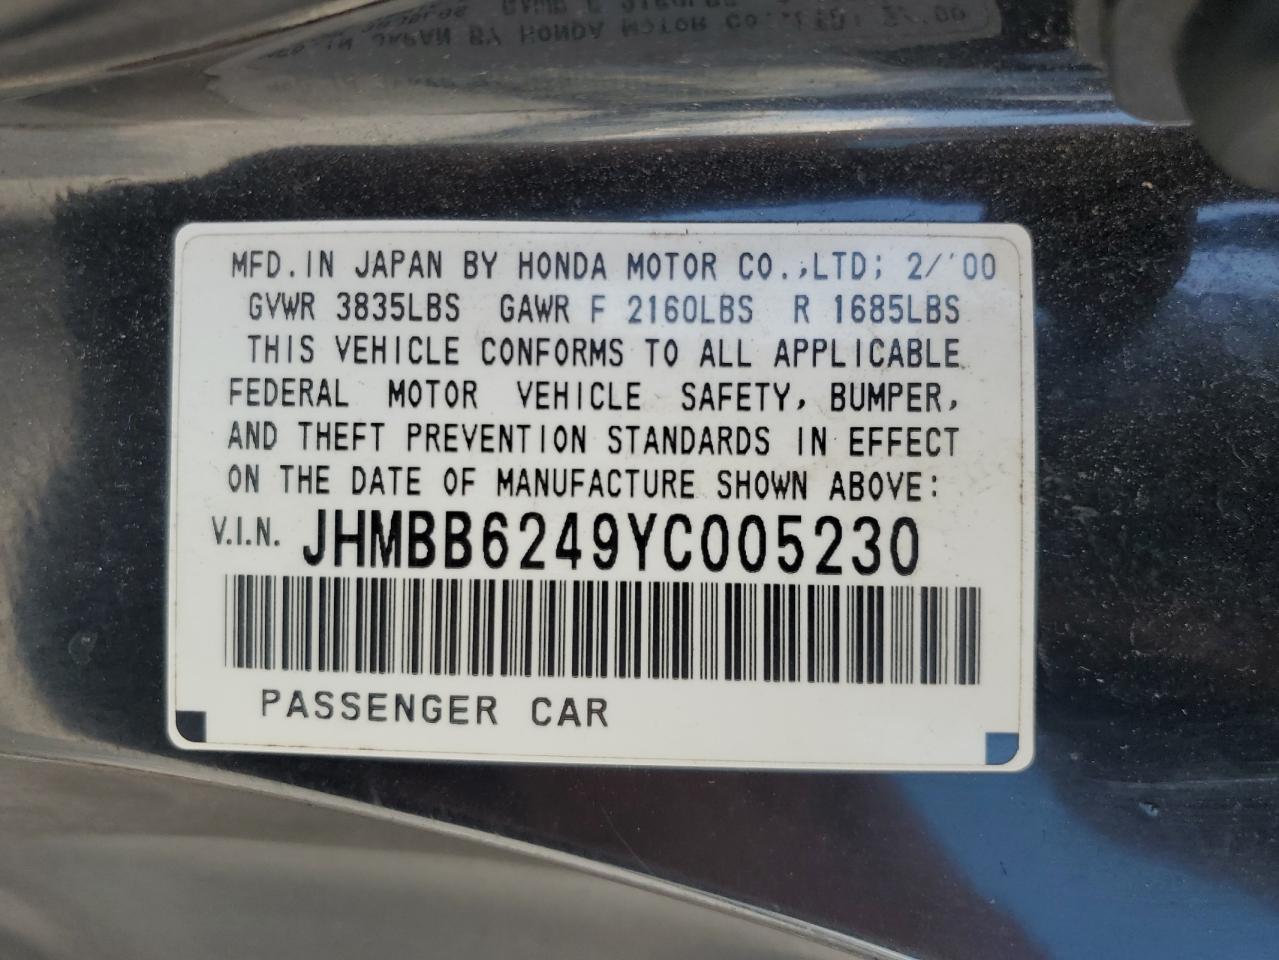 MFD. IN JAPAN BY HONDA MOTOR CO.,LTD; 2/'00
GVWR 3835LBS GAWR F 2160LBS R 1685LBS
THIS VEHICLE CONFORMS TO ALL APPLICABLE
FEDERAL MOTOR VEHICLE SAFETY, BUMPER,
AND THEFT PREVENTION STANDARDS IN EFFECT
ON THE DATE OF MANUFACTURE SHOWN ABOVE:
V.I.N. JHMBB6249YC005230
PASSENGER CAR